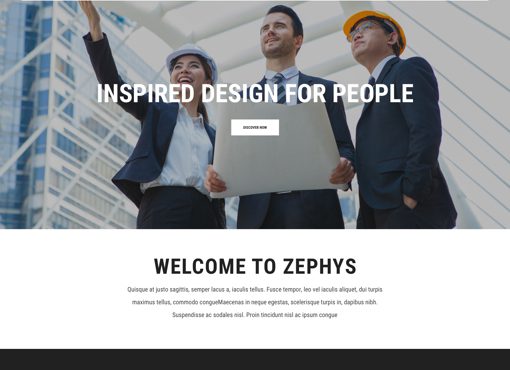 INSPIRED DESIGN FOR PEOPLE
DISCOVER NOW
WELCOME TO ZEPHYS
Quisque at justo sagittis, semper lacus a, iaculis tellus. Fusce tempor, leo vel iaculis aliquet, dui turpis
maximus tellus, commodo congueMaecenas in neque egestas, scelerisque turpis in, dapibus nibh.
Suspendisse ac sodales nisl. Proin tincidunt nisl ac ipsum congue